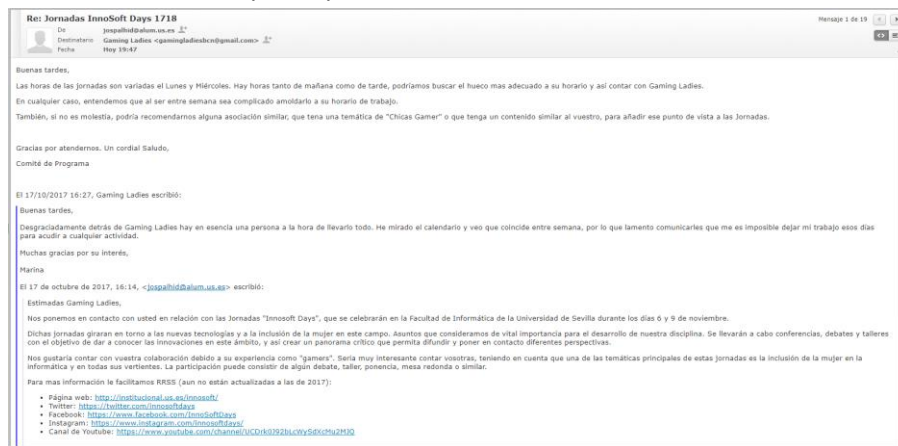 Re: Jornadas InnoSoft Days 1718
Mensaje 1 de 19
De jospalhid@alum.us.es
Destinatario Gaming Ladies <gamingladiesbcn@gmail.com>
Fecha Hoy 19:47
Buenas tardes,
Las horas de las jornadas son variadas el Lunes y Miércoles. Hay horas tanto de mañana como de tarde, podríamos buscar el hueco mas adecuado a su horario y así contar con Gaming Ladies.
En cualquier caso, entendemos que al ser entre semana sea complicado amoldarlo a su horario de trabajo.
También, si no es molestia, podría recomendarnos alguna asociación similar, que tena una temática de "Chicas Gamer" o que tenga un contenido similar al vuestro, para añadir ese punto de vista a las Jornadas.
Gracias por atendernos. Un cordial Saludo,
Comité de Programa
El 17/10/2017 16:27, Gaming Ladies escribió:
Buenas tardes,
Desgraciadamente detrás de Gaming Ladies hay en esencia una persona a la hora de llevarlo todo. He mirado el calendario y veo que coincide entre semana, por lo que lamento comunicarles que me es imposible dejar mi trabajo esos días
para acudir a cualquier actividad.
Muchas gracias por su interés,
Marina
El 17 de octubre de 2017, 16:14, <jospalhid@alum.us.es> escribió:
Estimadas Gaming Ladies,
Nos ponemos en contacto con usted en relación con las Jornadas "Innosoft Days", que se celebrarán en la Facultad de Informática de la Universidad de Sevilla durante los días 6 y 9 de noviembre.
Dichas jornadas giraran en torno a las nuevas tecnologías y a la inclusión de la mujer en este campo. Asuntos que consideramos de vital importancia para el desarrollo de nuestra disciplina. Se llevarán a cabo conferencias, debates y talleres
con el objetivo de dar a conocer las innovaciones en este ámbito, y así crear un panorama crítico que permita difundir y poner en contacto diferentes perspectivas.
Nos gustaría contar con vuestra colaboración debido a su experiencia como "gamers". Sería muy interesante contar vosotras, teniendo en cuenta que una de las temáticas principales de estas jornadas es la inclusión de la mujer en la
informática y en todas sus vertientes. La participación puede consistir de algún debate, taller, ponencia, mesa redonda o similar.
Para mas información le facilitamos RRSS (aun no están actualizadas a las de 2017):
• Página web: http://institucional.us.es/innosoft/
• Twitter: https://twitter.com/innosoftdays
• Facebook: https://www.facebook.com/InnoSoftDays
• Instagram: https://www.instagram.com/innosoftdays/
• Canal de Youtube: